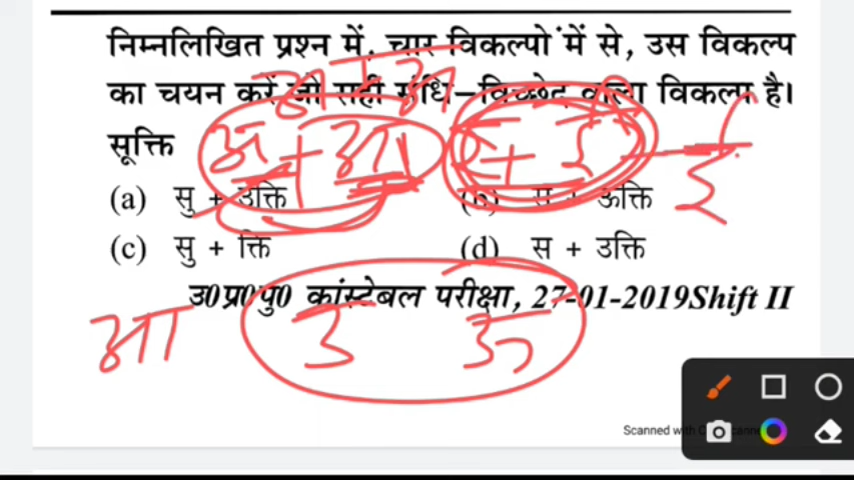 निम्नलिखित प्रश्न में, चार विकल्पों में से, उस विकल्प
का चयन करें जो सही संधि–विच्छेद वाला विकल्प है।
अ + अ
सूक्ति
अ + आ
इ + ई
ई
(a) सु + उक्ति (b) स + ऊक्ति
(c) सु + क्ति (d) स + उक्ति
उ0प्र0पु0 कांस्टेबल परीक्षा, 27-01-2019Shift II
आ उ ऊ
Scanned with